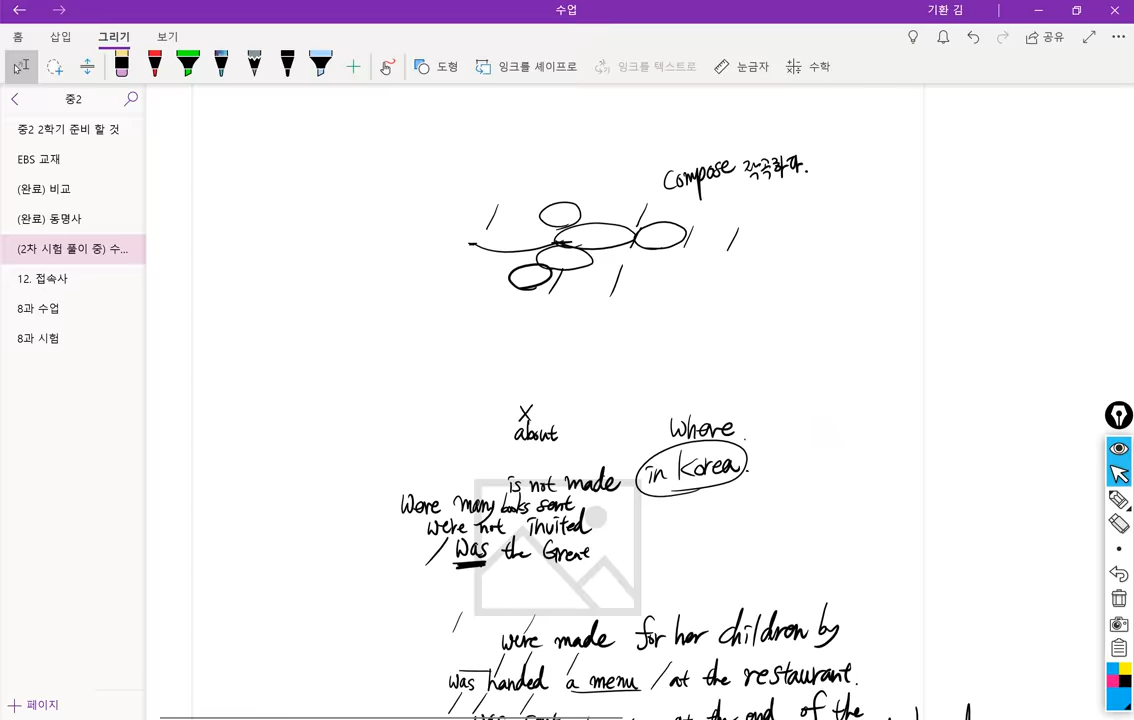 수업
기환 김
홈 삽입 그리기 보기
도형 잉크를 셰이프로 잉크를 텍스트로 눈금자 수학 공유
중2
중2 2학기 준비 할 것
EBS 교재
(완료) 비교
(완료) 동명사
(2차 시험 풀이 중) 수...
12. 접속사
8과 수업
8과 시험
페이지
compose 작곡하다.
X
about
where
is not made
in Korea.
Were many books sent
were not invited
/ Was the Great
were made for her children by
was handed a menu / at the restaurant.
at the end of the